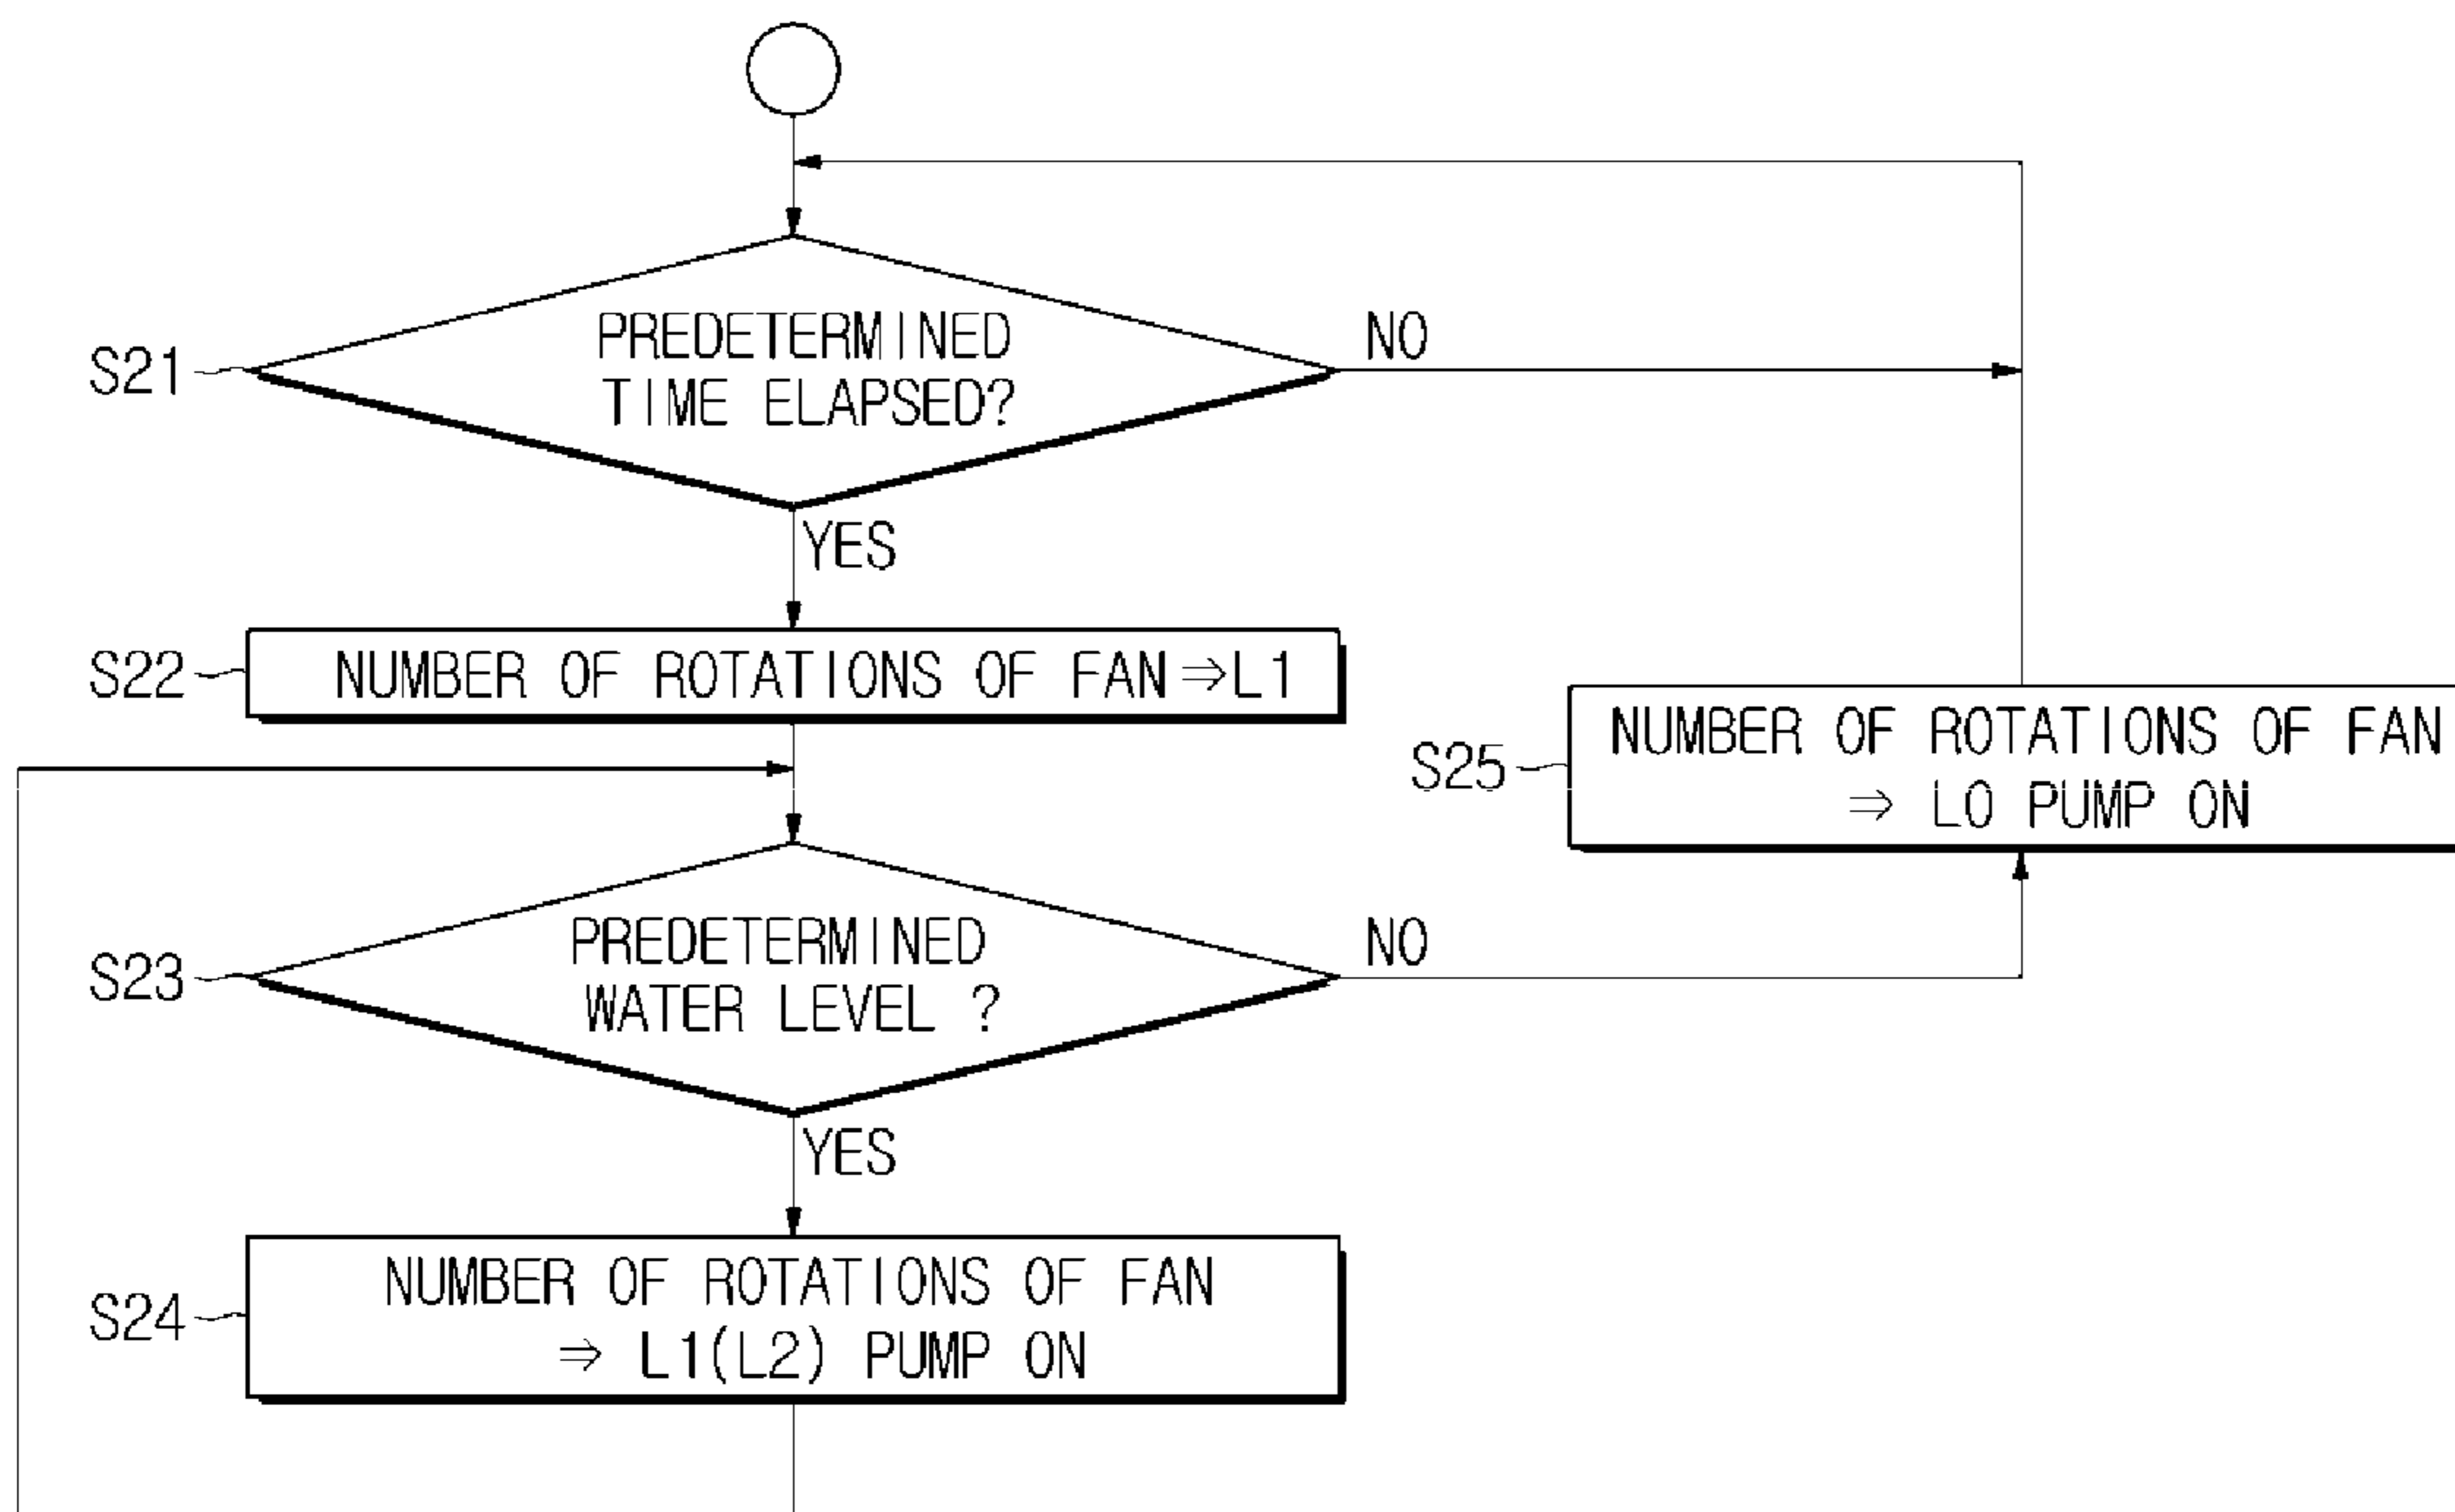 S21
PREDETERMINED
TIME ELAPSED?
NO
YES
S22
NUMBER OF ROTATIONS OF FAN⇒L1
S25
NUMBER OF ROTATIONS OF FAN
⇒ L0 PUMP ON
S23
PREDETERMINED
WATER LEVEL ?
NO
YES
S24
NUMBER OF ROTATIONS OF FAN
⇒ L1(L2) PUMP ON